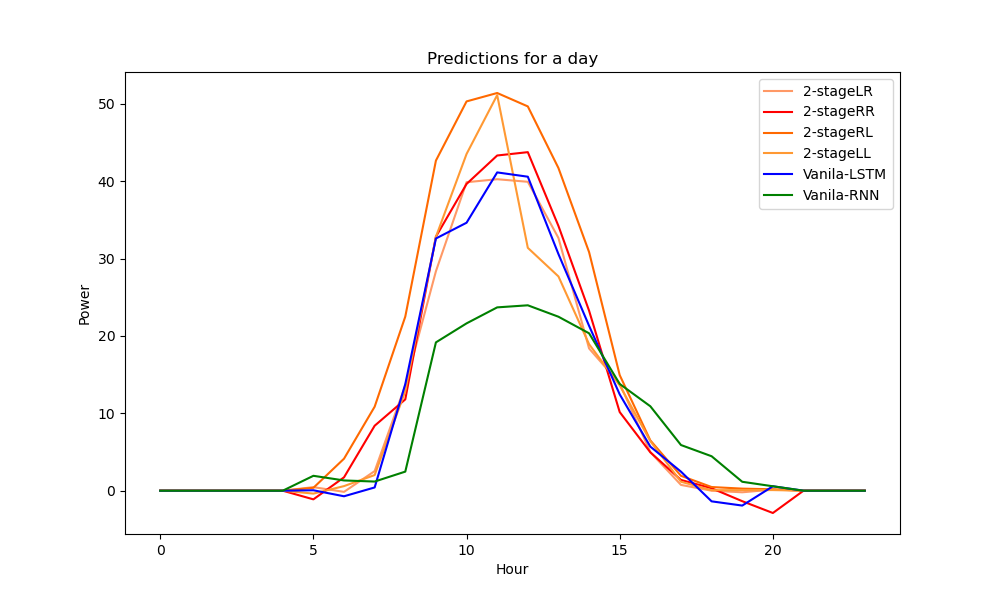 Predictions for a day
Power
50
40
30
20
10
0
2-stageLR
2-stageRR
2-stageRL
2-stageLL
Vanila-LSTM
Vanila-RNN
0 5 10 15 20
Hour